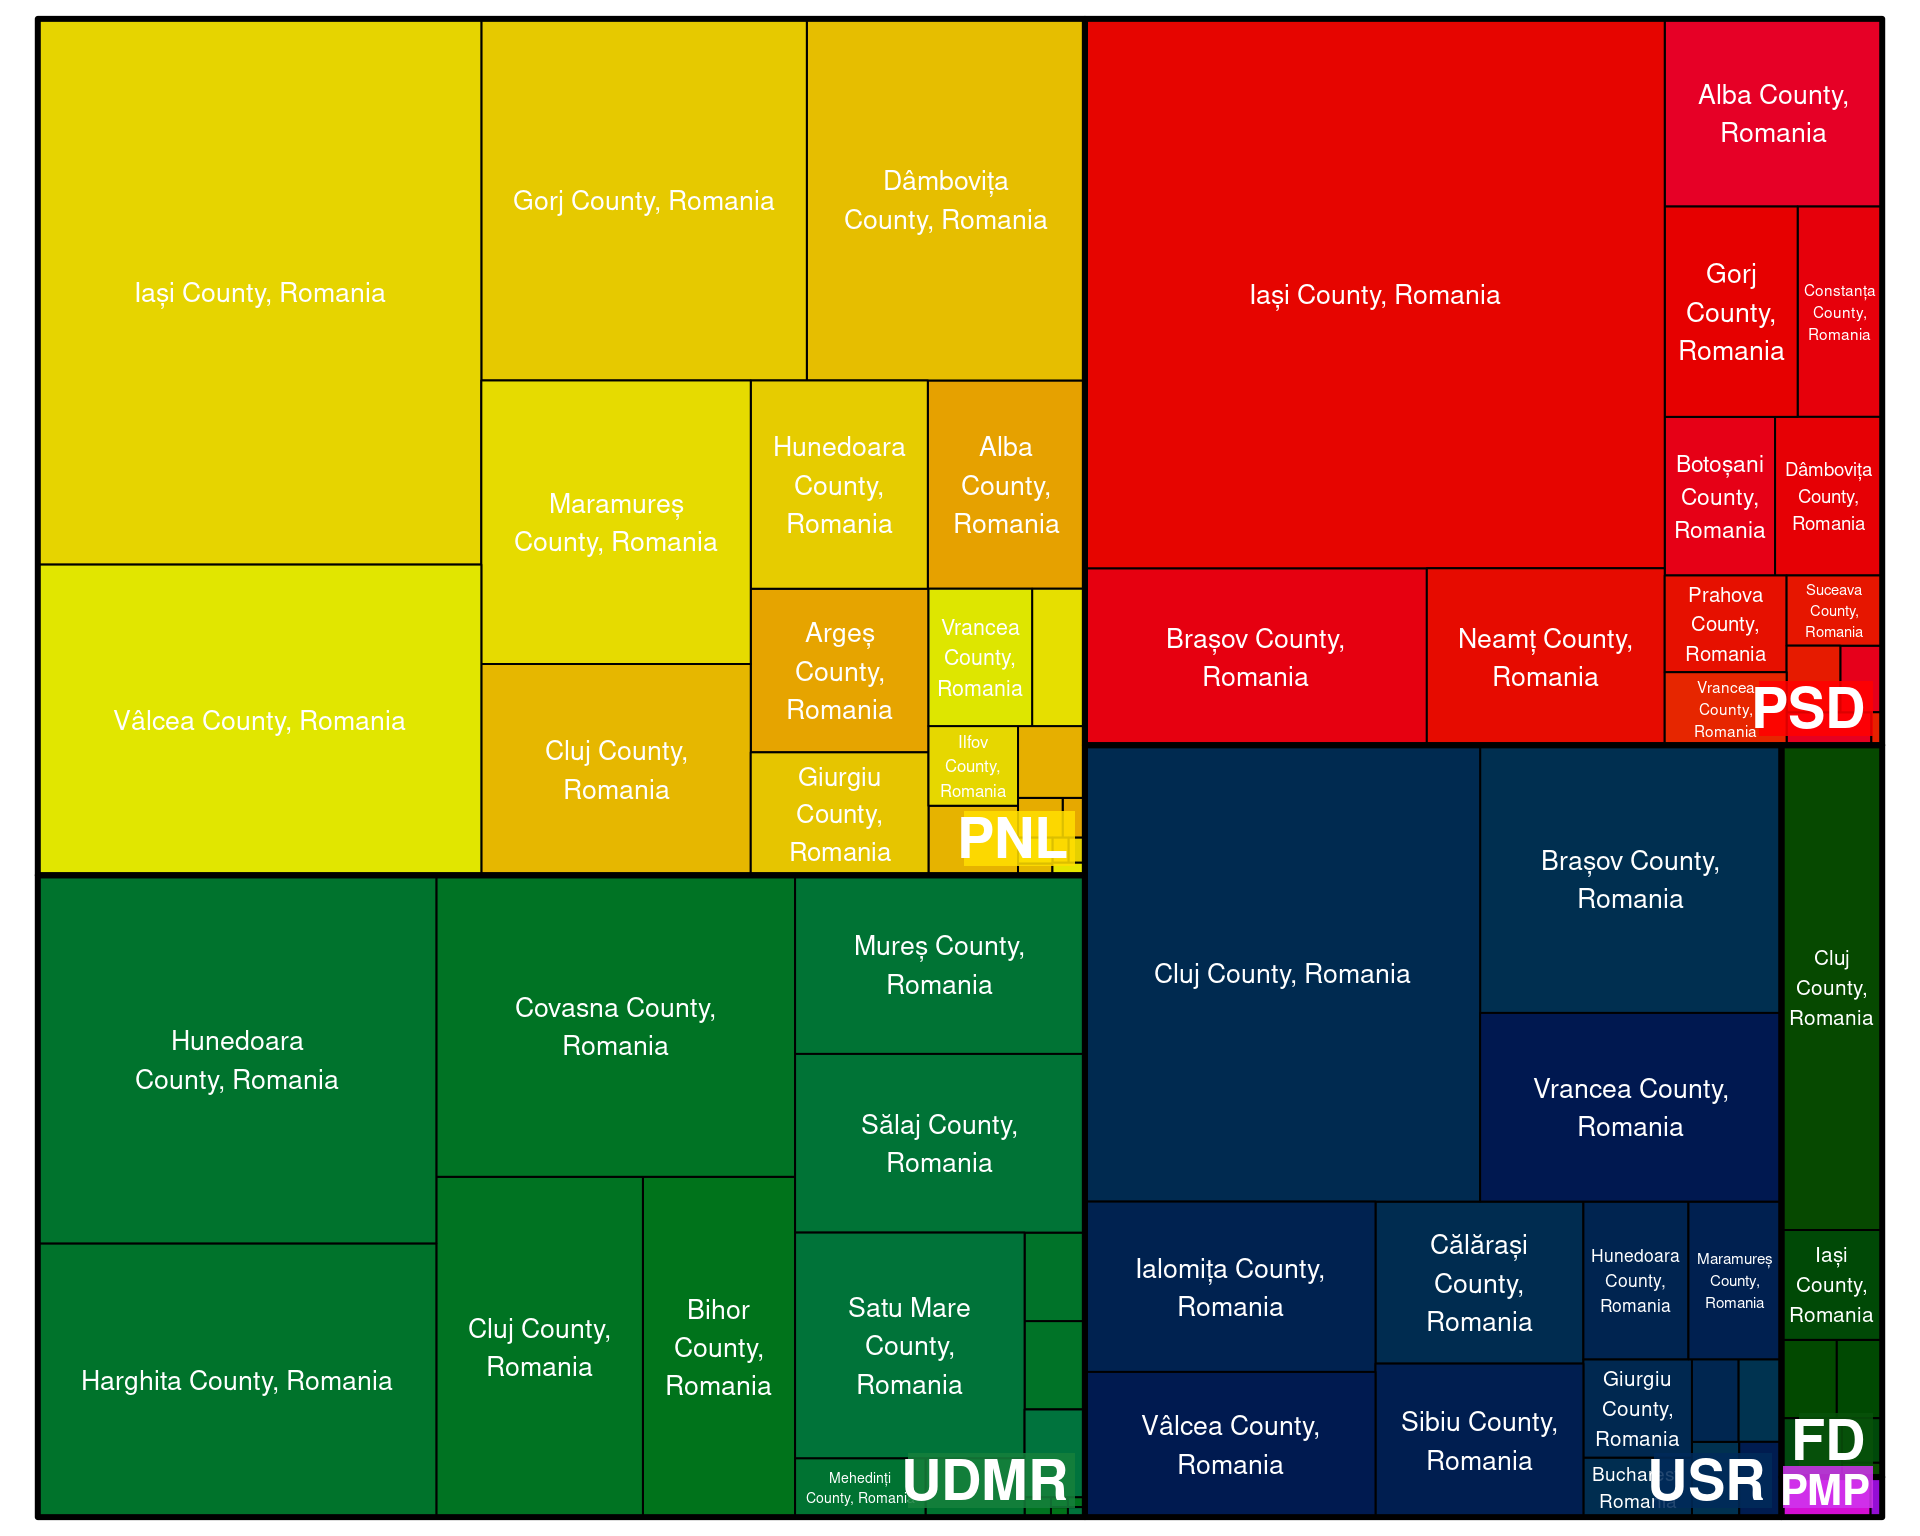 Iași County, Romania
Gorj County, Romania
Dâmbovița
County, Romania
Vâlcea County, Romania
Maramureș
County, Romania
Hunedoara
County,
Romania
Alba
County,
Romania
Cluj County,
Romania
Argeș
County,
Romania
Giurgiu
County,
Romania
Vrancea
County,
Romania
Ilfov
County,
Romania
PNL
Iași County, Romania
Alba County,
Romania
Gorj
County,
Romania
Constanța
County,
Romania
Botoșani
County,
Romania
Dâmbovița
County,
Romania
Brașov County,
Romania
Neamț County,
Romania
Prahova
County,
Romania
Suceava
County,
Romania
Vrancea
County,
Romania
PSD
Hunedoara
County, Romania
Harghita County, Romania
Covasna County,
Romania
Cluj County,
Romania
Bihor
County,
Romania
Mureș County,
Romania
Sălaj County,
Romania
Satu Mare
County,
Romania
Mehedinți
County, Romani
UDMR
Cluj County, Romania
Brașov County,
Romania
Vrancea County,
Romania
Ialomița County,
Romania
Vâlcea County,
Romania
Călărași
County,
Romania
Sibiu County,
Romania
Hunedoara
County,
Romania
Maramureș
County,
Romania
Giurgiu
County,
Romania
Buchares
Romania
USR
Cluj
County,
Romania
Iași
County,
Romania
FD
PMP